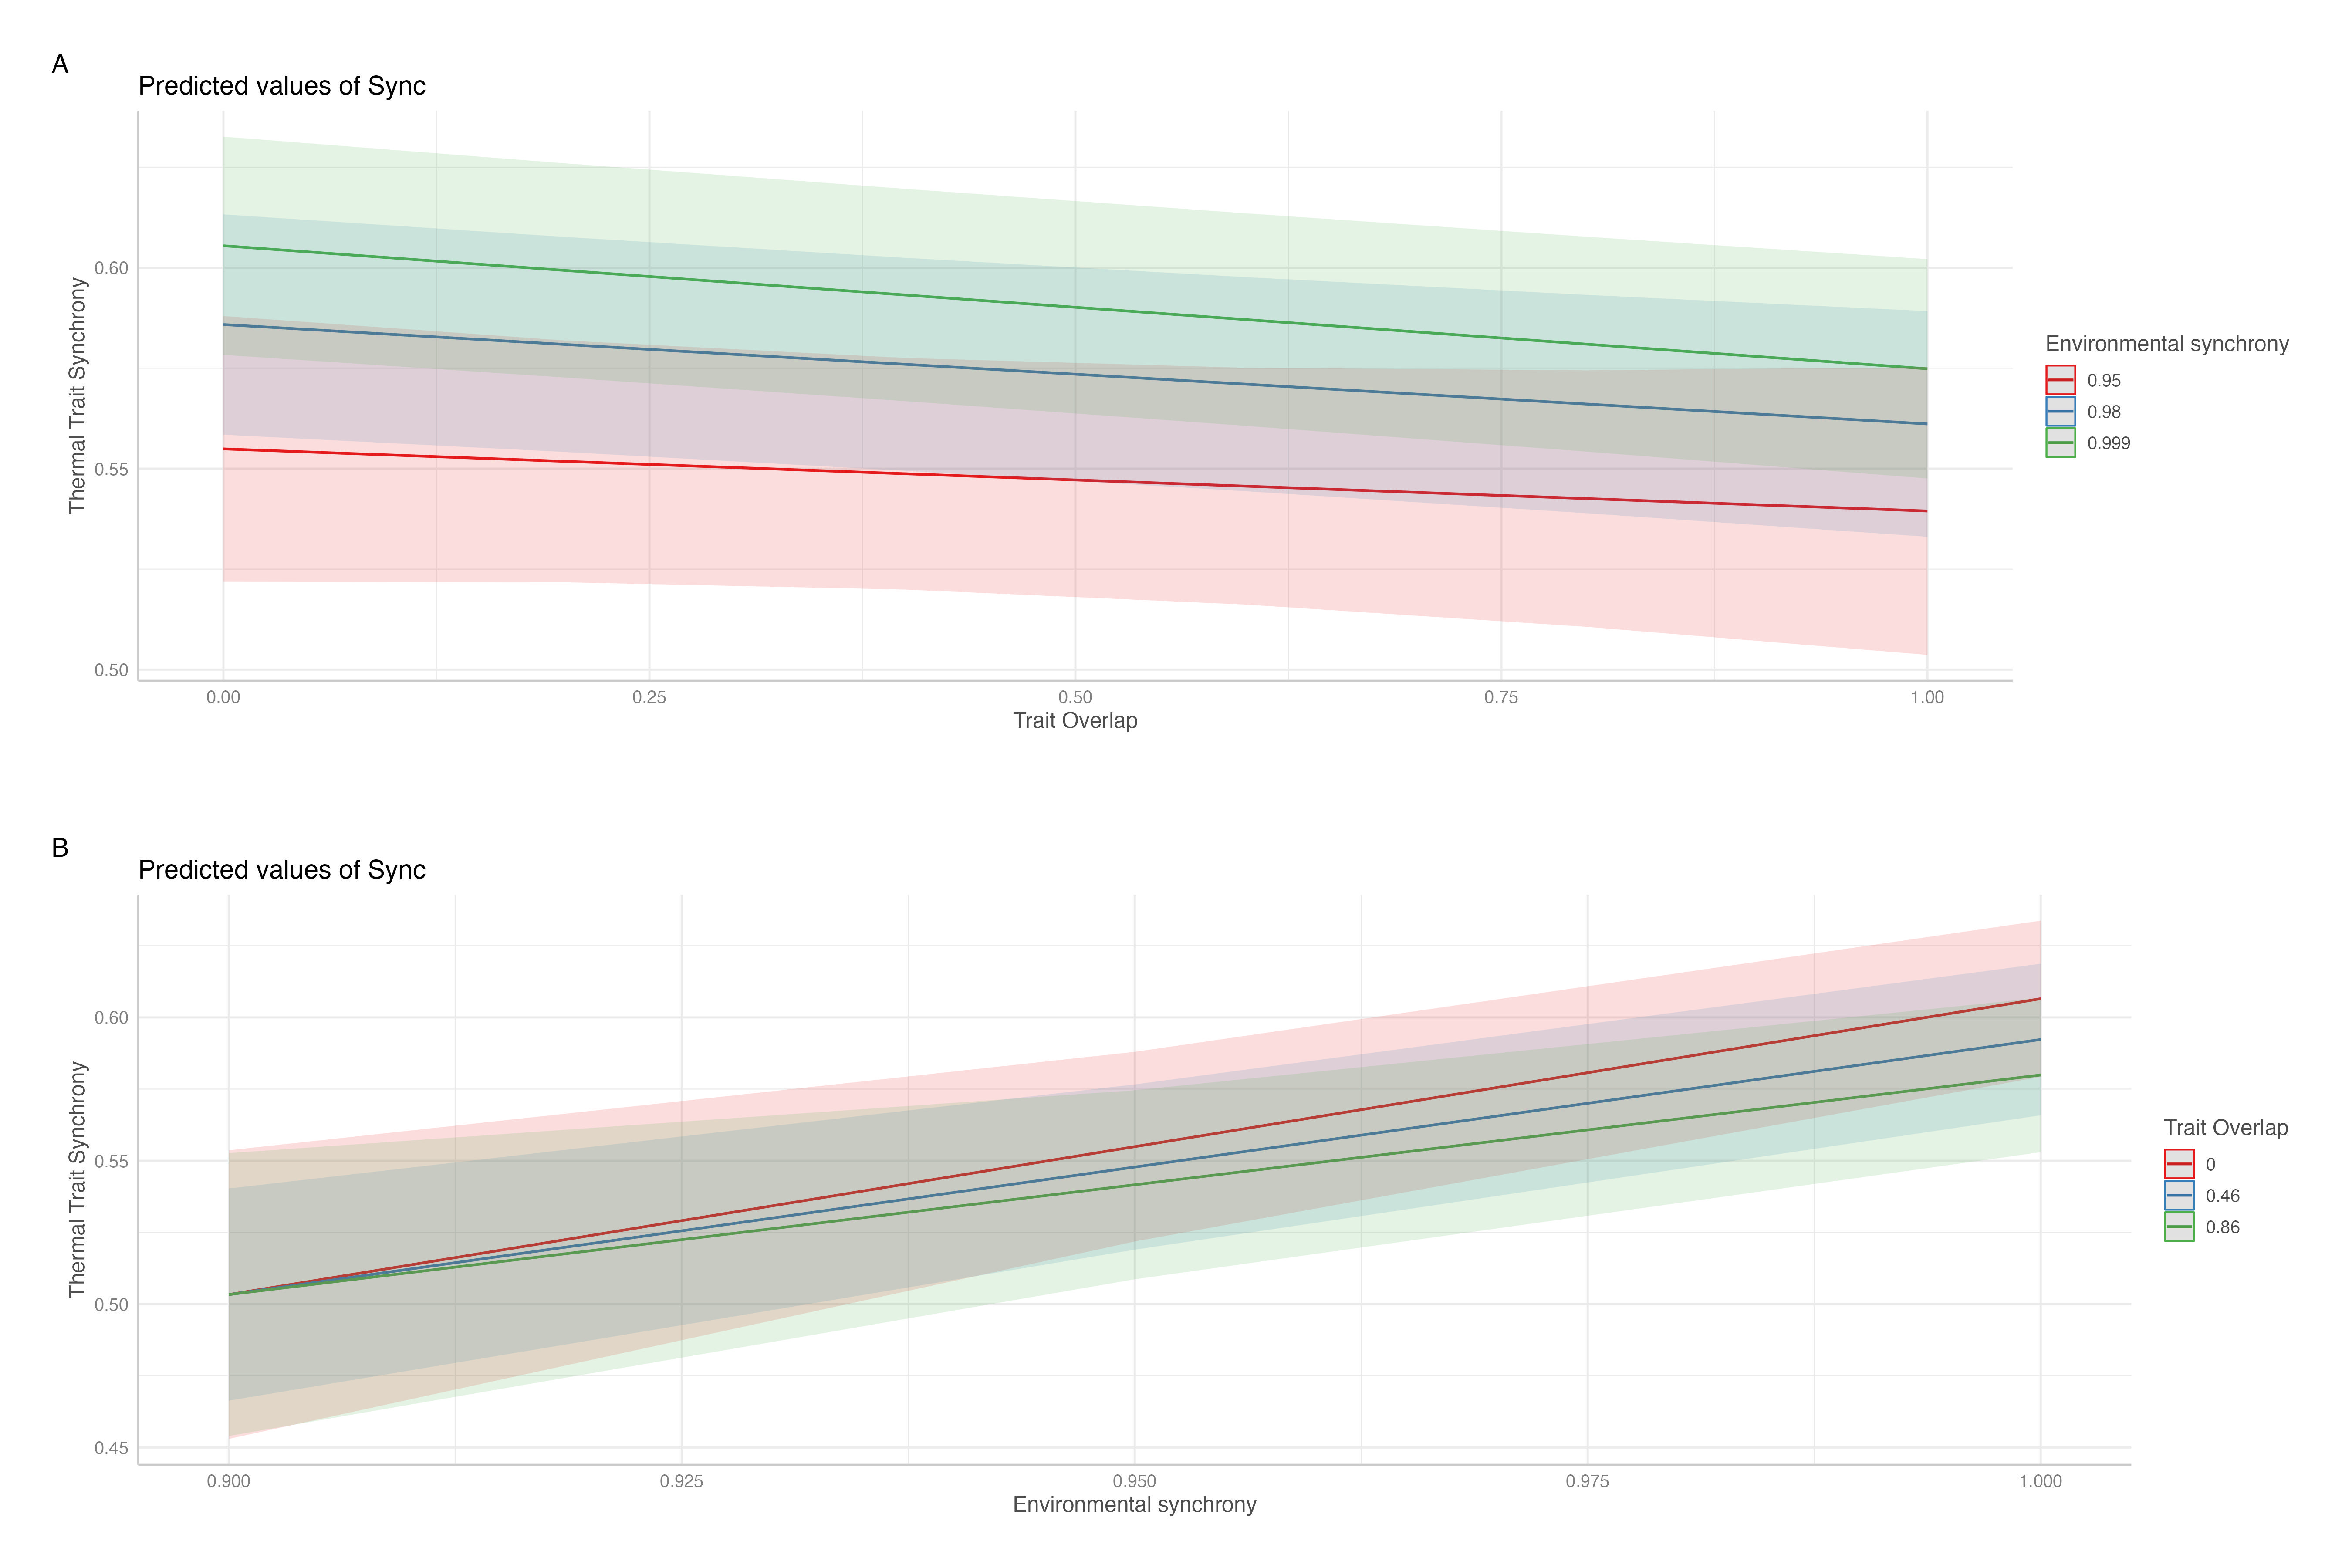 A
Predicted values of Sync
Thermal Trait Synchrony
0.60
0.55
0.50
0.00 0.25 0.50 0.75 1.00
Trait Overlap
Environmental synchrony
0.95
0.98
0.999
B
Predicted values of Sync
Thermal Trait Synchrony
0.60
0.55
0.50
0.45
0.900 0.925 0.950 0.975 1.000
Environmental synchrony
Trait Overlap
0
0.46
0.86